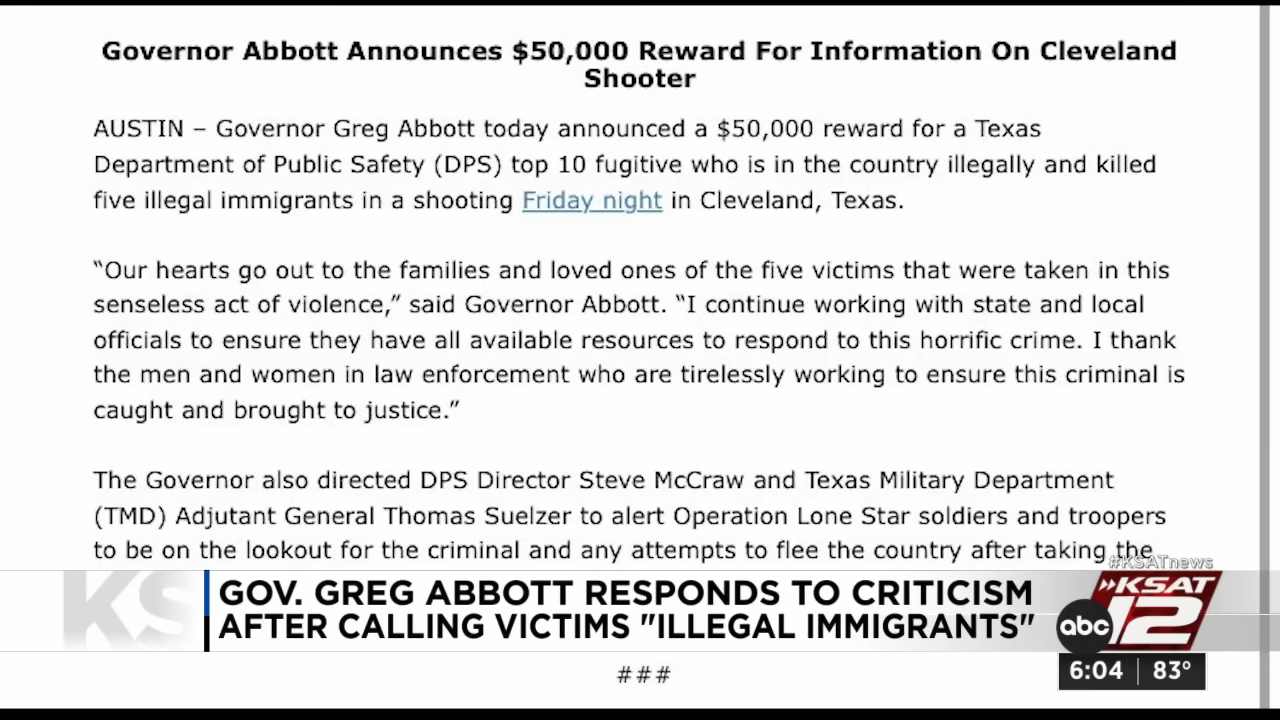 Governor Abbott Announces $50,000 Reward For Information On Cleveland
Shooter
AUSTIN – Governor Greg Abbott today announced a $50,000 reward for a Texas
Department of Public Safety (DPS) top 10 fugitive who is in the country illegally and killed
five illegal immigrants in a shooting Friday night in Cleveland, Texas.
“Our hearts go out to the families and loved ones of the five victims that were taken in this
senseless act of violence,” said Governor Abbott. “I continue working with state and local
officials to ensure they have all available resources to respond to this horrific crime. I thank
the men and women in law enforcement who are tirelessly working to ensure this criminal is
caught and brought to justice.”
The Governor also directed DPS Director Steve McCraw and Texas Military Department
(TMD) Adjutant General Thomas Suelzer to alert Operation Lone Star soldiers and troopers
to be on the lookout for the criminal and any attempts to flee the country after taking the
#KSATnews
KS
GOV. GREG ABBOTT RESPONDS TO CRITICISM
AFTER CALLING VICTIMS "ILLEGAL IMMIGRANTS"
KSAT
abc 12
6:04 83°
###